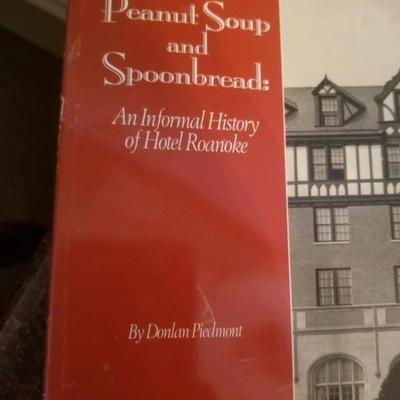 Peanut Soup
and
Spoonbread:
An Informal History
of Hotel Roanoke
By Donlan Piedmont